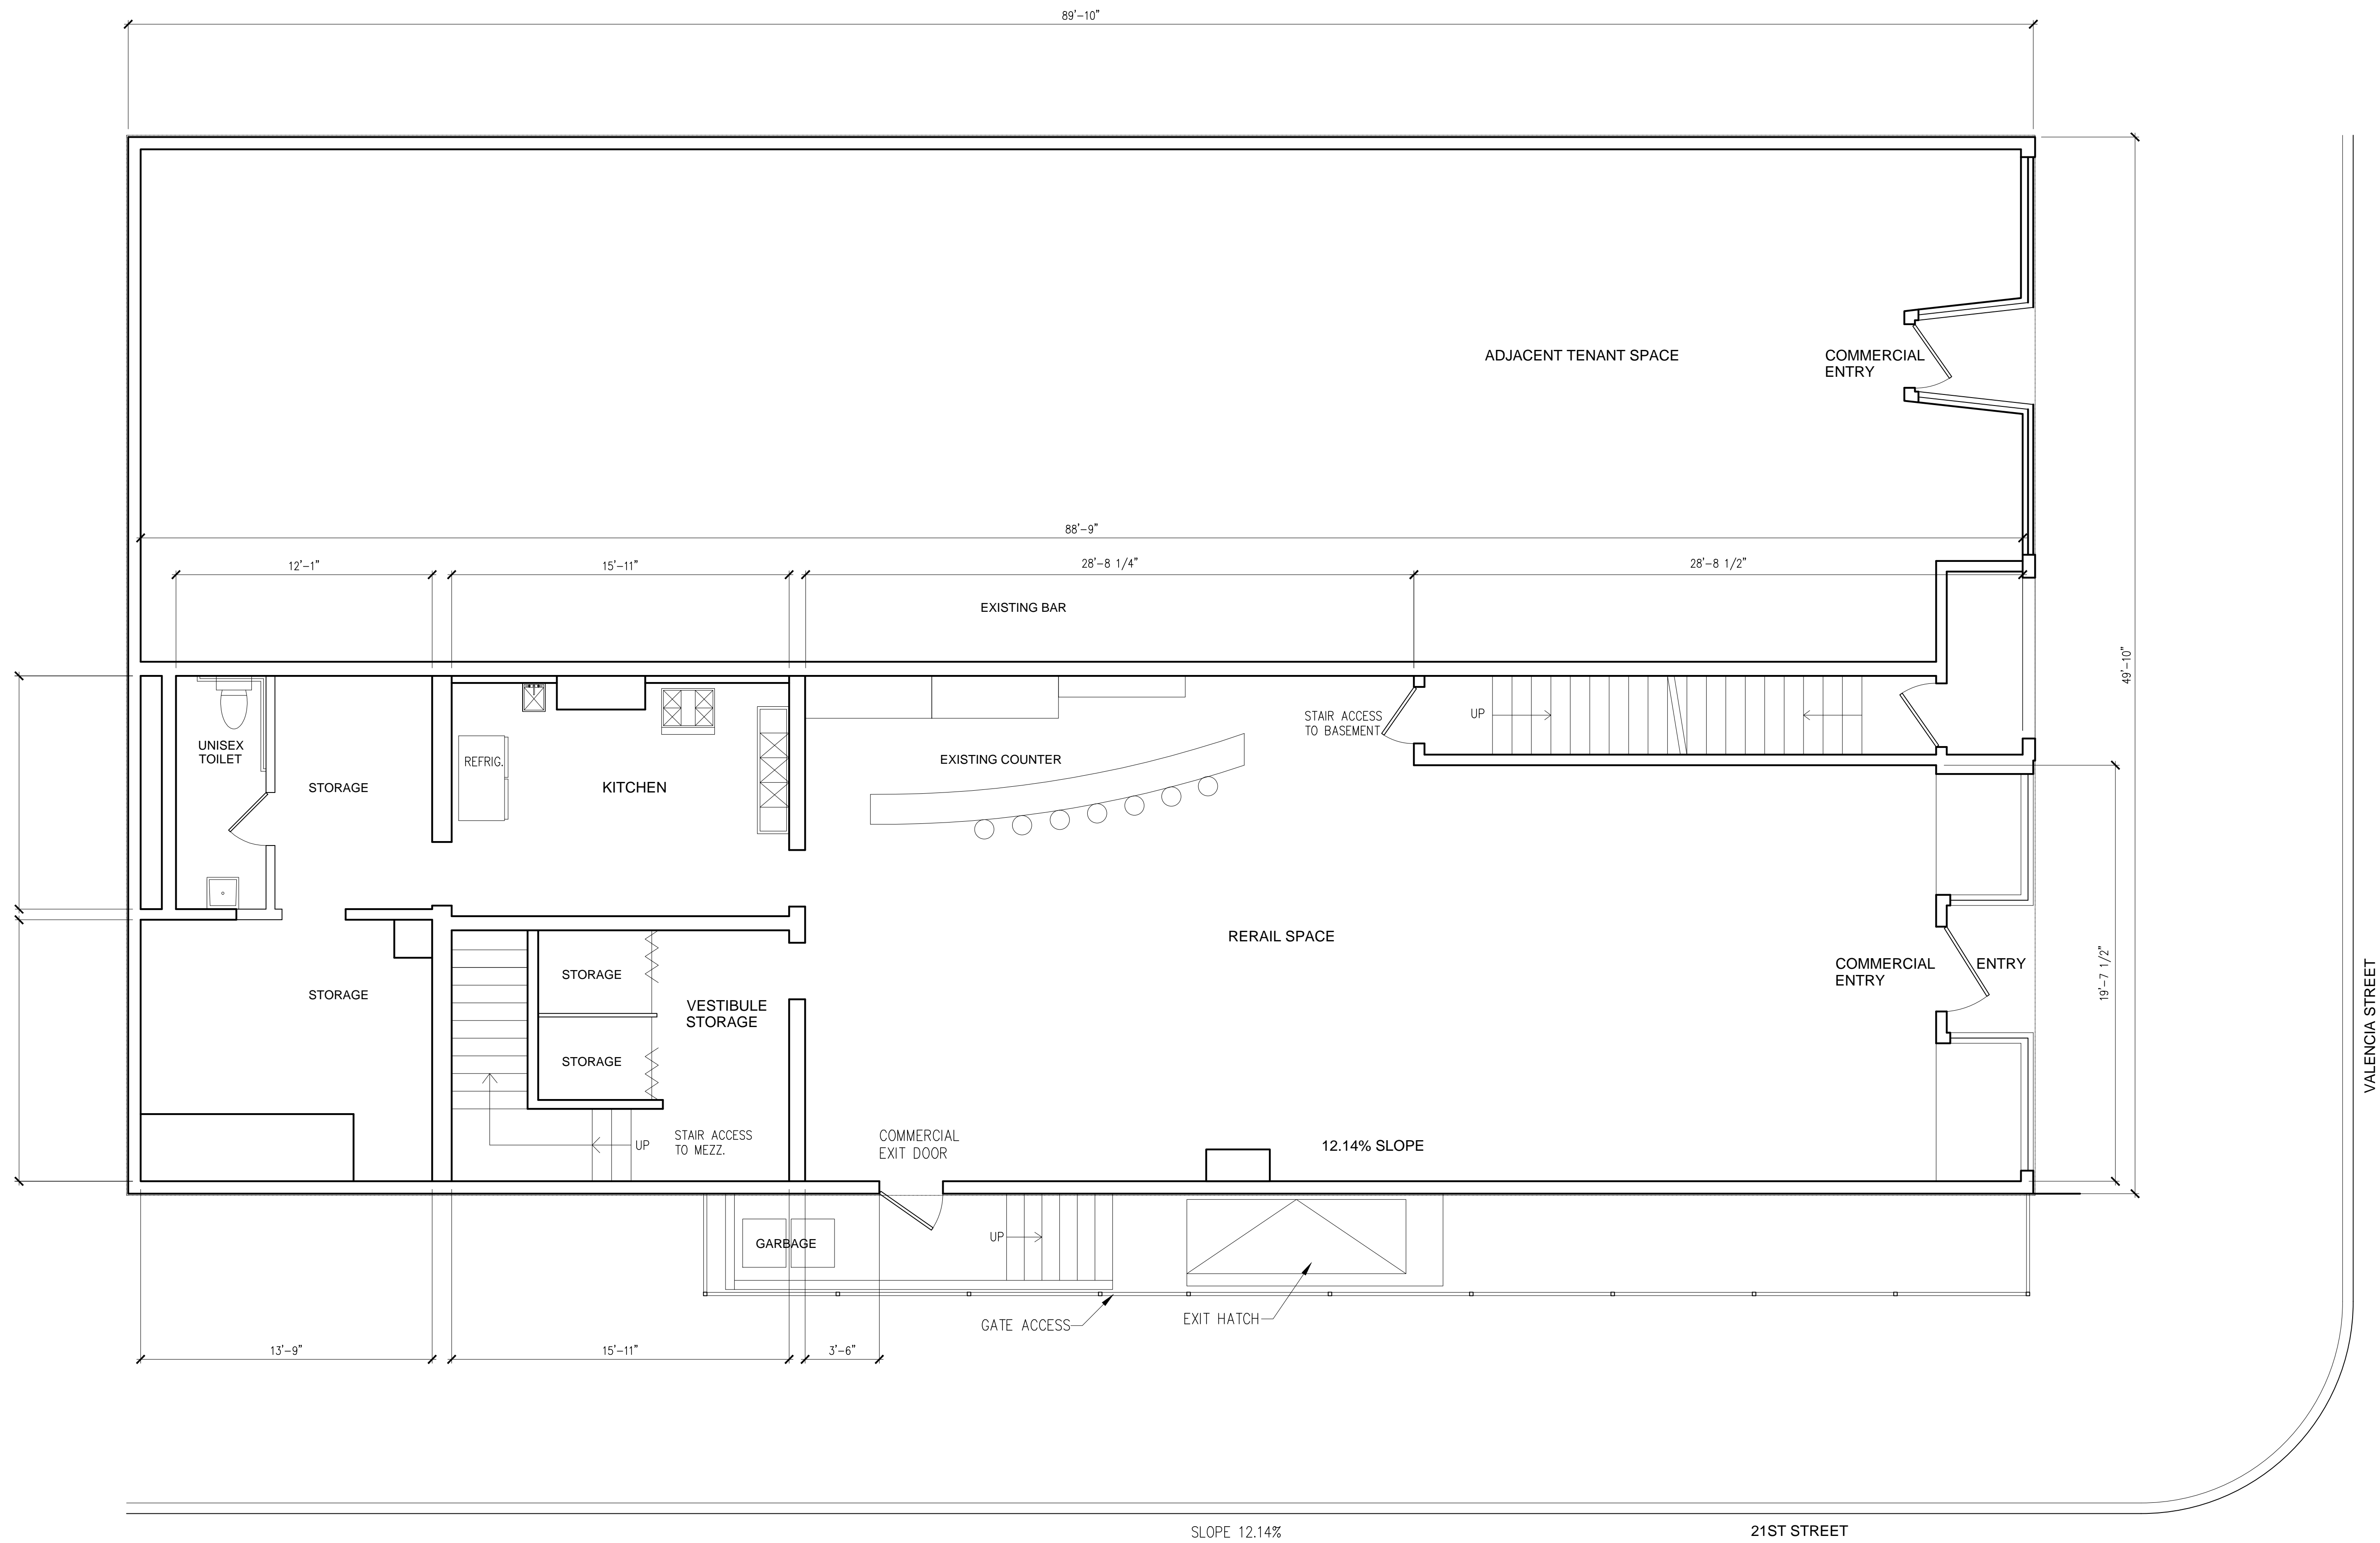 89'-10"
ADJACENT TENANT SPACE
COMMERCIAL
ENTRY
88'-9"
12'-1"
15'-11"
28'-8 1/4"
28'-8 1/2"
EXISTING BAR
49'-10"
UNISEX
TOILET
STORAGE
REFRIG.
KITCHEN
EXISTING COUNTER
STAIR ACCESS
TO BASEMENT
UP
RERAIL SPACE
COMMERCIAL
ENTRY
ENTRY
19'-7 1/2"
VALENCIA STREET
STORAGE
STORAGE
STORAGE
VESTIBULE
STORAGE
UP
STAIR ACCESS
TO MEZZ.
COMMERCIAL
EXIT DOOR
12.14% SLOPE
GARBAGE
UP
GATE ACCESS
EXIT HATCH
13'-9"
15'-11"
3'-6"
SLOPE 12.14%
21ST STREET